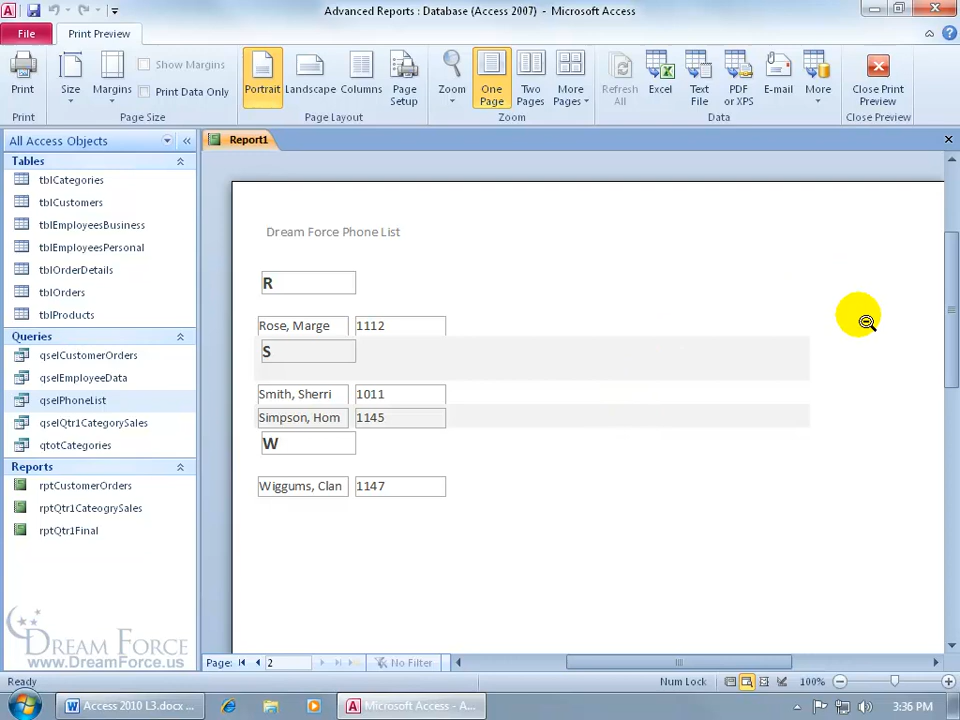 Advanced Reports : Database (Access 2007) - Microsoft Access
File
Print Preview
Print
Size
Margins
Show Margins
Print Data Only
Portrait
Landscape
Columns
Page Setup
Zoom
One Page
Two Pages
More Pages
Refresh All
Excel
Text File
PDF or XPS
E-mail
More
Close Print Preview
Print
Page Size
Page Layout
Zoom
Data
Close Preview
All Access Objects
Report1
Tables
tblCategories
tblCustomers
tblEmployeesBusiness
tblEmployeesPersonal
tblOrderDetails
tblOrders
tblProducts
Queries
qselCustomerOrders
qselEmployeeData
qselPhoneList
qselQtr1CategorySales
qtotCategories
Reports
rptCustomerOrders
rptQtr1CateogrySales
rptQtr1Final
DREAM FORCE
www.DreamForce.us
Dream Force Phone List
R
Rose, Marge 1112
S
Smith, Sherri 1011
Simpson, Hom 1145
W
Wiggums, Clan 1147
Page: 2 No Filter
Ready Num Lock 100%
Access 2010 L3.docx ... Microsoft Access - A... 3:36 PM